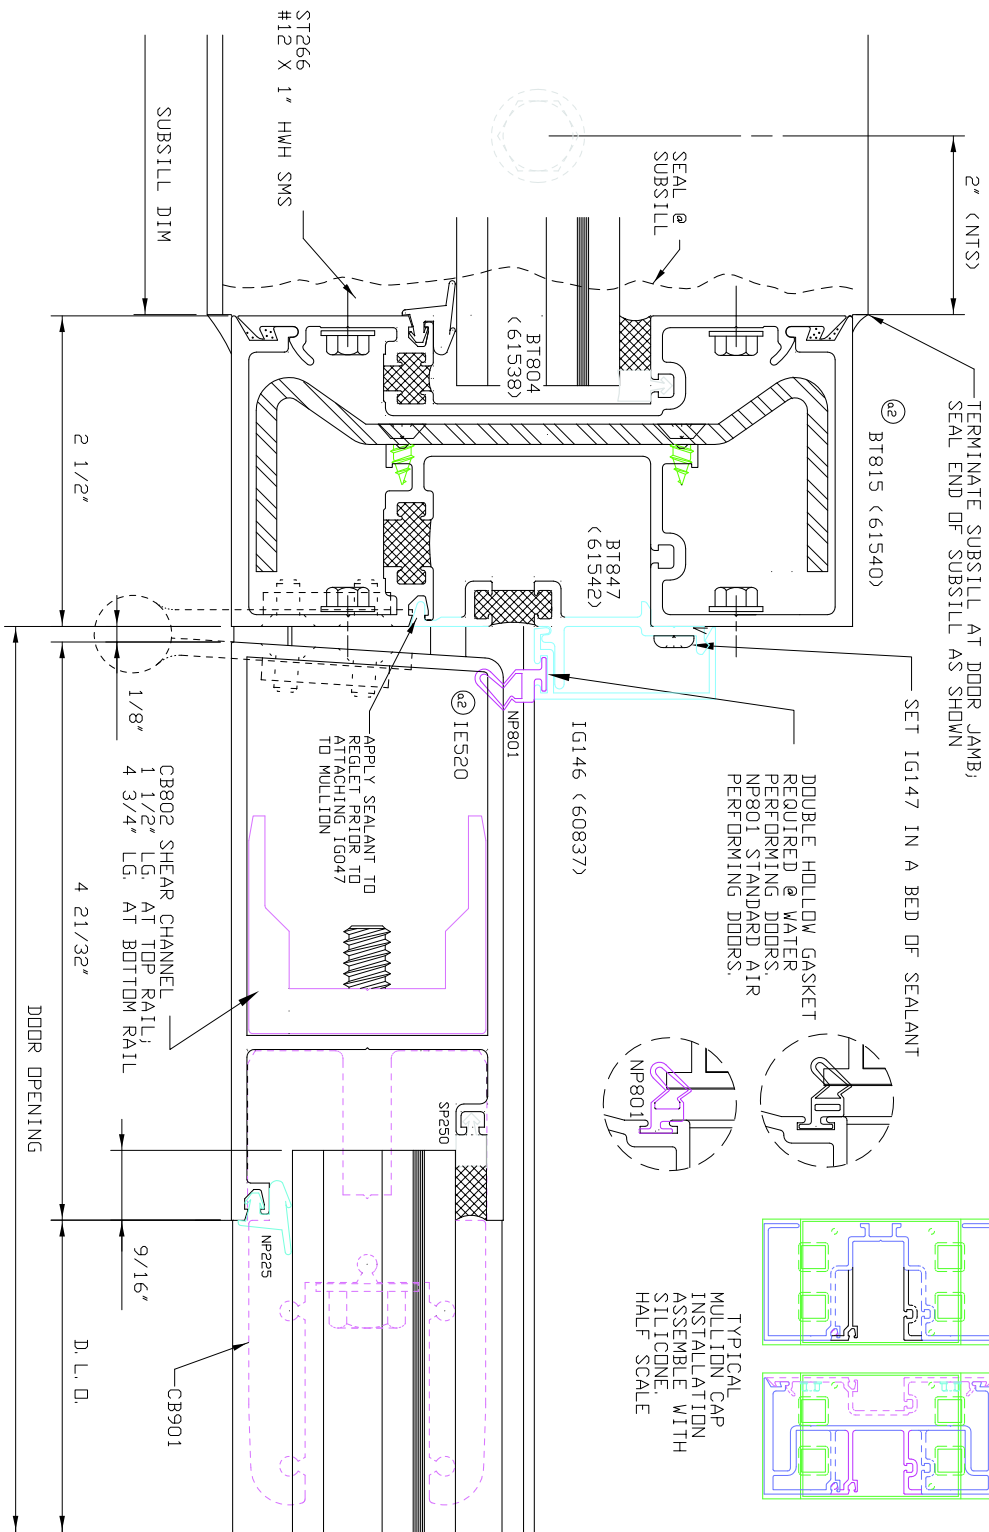 2" (NTS)
TERMINATE SUBSILL AT DOOR JAMB;
SEAL END OF SUBSILL AS SHOWN
SET IG147 IN A BED OF SEALANT
a2
BT815 (61540)
SEAL @
SUBSILL
ST266
#12 X 1" HWH SMS
SUBSILL DIM
BT804
(61538)
BT847
(61542)
IG146 (60837)
DOUBLE HOLLOW GASKET
REQUIRED @ WATER
PERFORMING DOORS.
NP801 STANDARD AIR
PERFORMING DOORS.
NP801
NP801
a2
IE520
APPLY SEALANT TO
REGLET PRIOR TO
ATTACHING IG047
TO MULLION
2 1/2"
1/8"
CB802 SHEAR CHANNEL
1 1/2" LG. AT TOP RAIL;
4 3/4" LG. AT BOTTOM RAIL
4 21/32"
DOOR OPENING
SP250
NP225
9/16"
CB901
D.L.O.
TYPICAL
MULLION CAP
INSTALLATION
ASSEMBLE WITH
SILICONE.
HALF SCALE